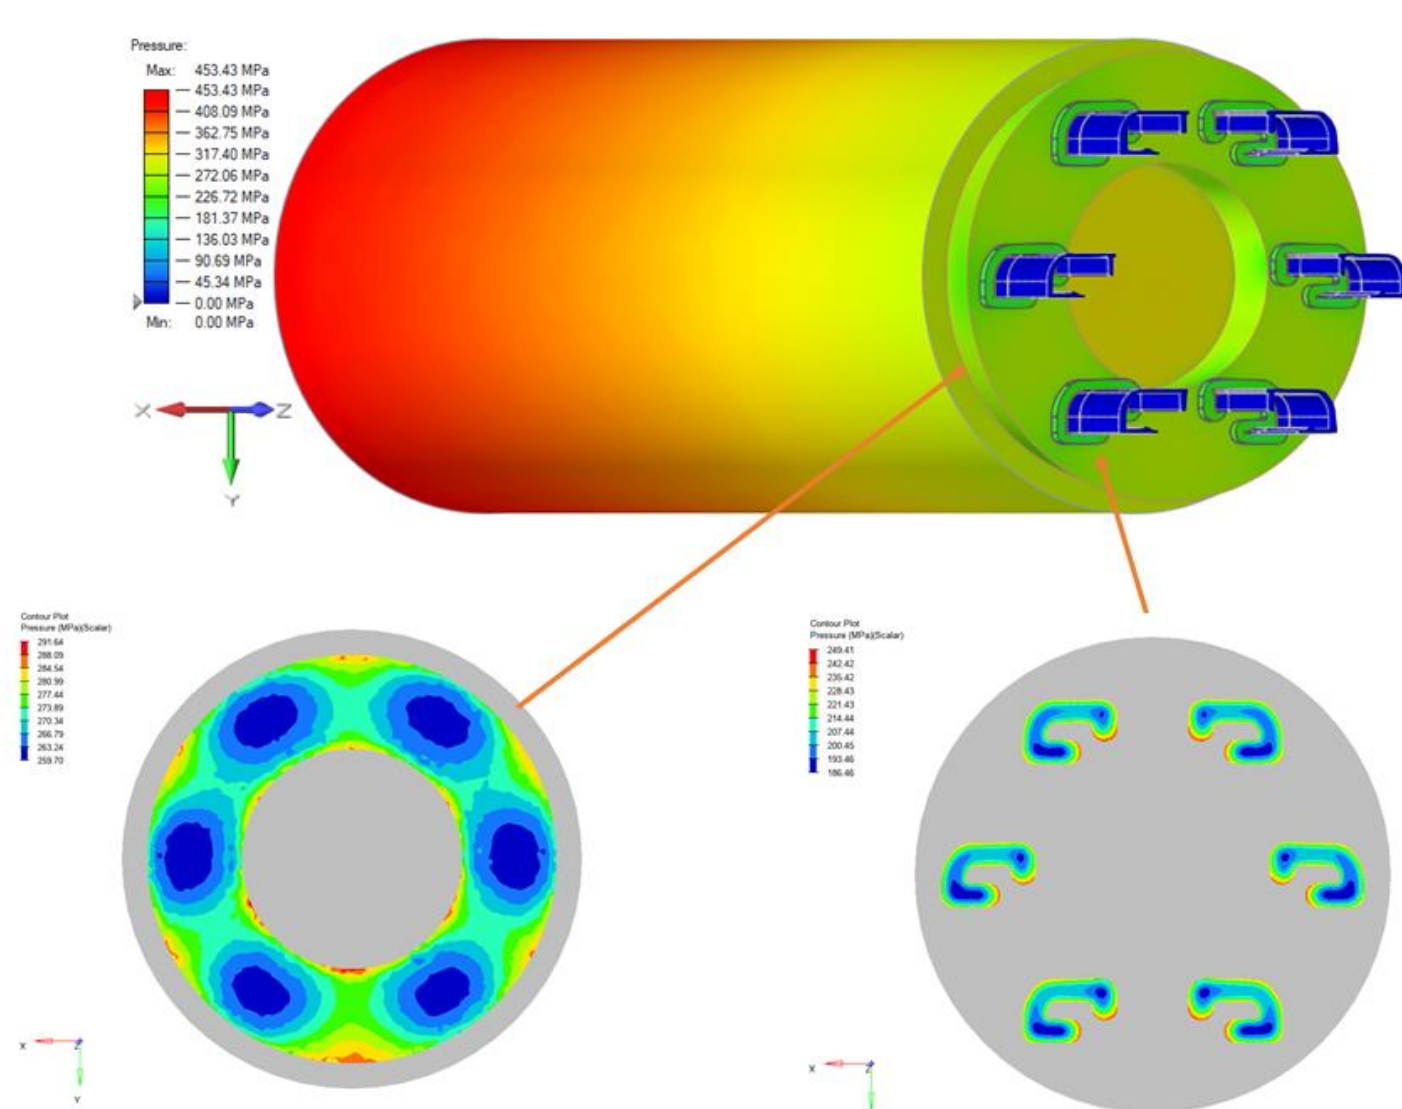 Pressure:
Max: 453.43 MPa
453.43 MPa
408.09 MPa
362.75 MPa
317.40 MPa
272.06 MPa
226.72 MPa
181.37 MPa
136.03 MPa
90.69 MPa
45.34 MPa
0.00 MPa
Min: 0.00 MPa
X
Z
Y
Contour Plot
Pressure (MPa)(Scalar)
291.64
288.09
284.54
280.99
277.44
273.89
270.34
266.79
263.24
259.70
X
Z
Y
Contour Plot
Pressure (MPa)(Scalar)
249.41
242.42
235.42
228.43
221.43
214.44
207.44
200.45
193.46
186.46
X
Z